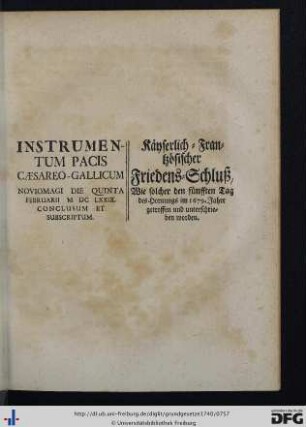 INSTRUMEN-
TUM PACIS
CÆSAREO-GALLICUM
NOVIOMAGI DIE QUINTA
FEBRUARII M DC LXXIX.
CONCLUSUM ET
SUBSCRIPTUM.
Käyserlich-Fran-
tzösischer
Friedens-Schluß,
Wie solcher den fünfften Tag
des Hornungs im 1679. Jahre
getroffen und unterschrie-
ben worden.
http://dl.ub.uni-freiburg.de/diglit/grundgesetze1740/0757
© Universitätsbibliothek Freiburg
DFG